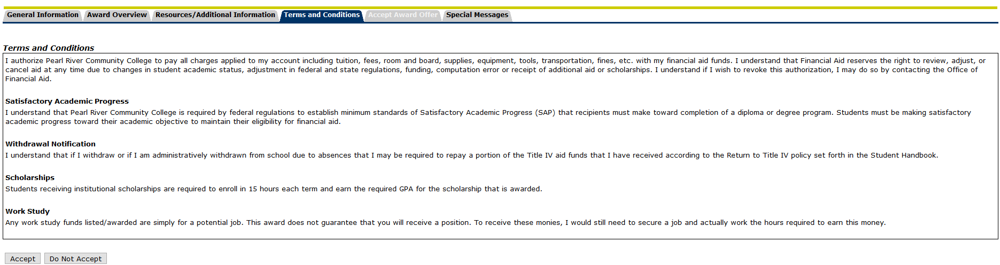 General Information Award Overview Resources/Additional Information Terms and Conditions Accept Award Offer Special Messages
Terms and Conditions
I authorize Pearl River Community College to pay all charges applied to my account including tuition, fees, room and board, supplies, equipment, tools, transportation, fines, etc. with my financial aid funds. I understand that Financial Aid reserves the right to review, adjust, or
cancel aid at any time due to changes in student academic status, adjustment in federal and state regulations, funding, computation error or receipt of additional aid or scholarships. I understand if I wish to revoke this authorization, I may do so by contacting the Office of
Financial Aid.
Satisfactory Academic Progress
I understand that Pearl River Community College is required by federal regulations to establish minimum standards of Satisfactory Academic Progress (SAP) that recipients must make toward completion of a diploma or degree program. Students must be making satisfactory
academic progress toward their academic objective to maintain their eligibility for financial aid.
Withdrawal Notification
I understand that if I withdraw or if I am administratively withdrawn from school due to absences that I may be required to repay a portion of the Title IV aid funds that I have received according to the Return to Title IV policy set forth in the Student Handbook.
Scholarships
Students receiving institutional scholarships are required to enroll in 15 hours each term and earn the required GPA for the scholarship that is awarded.
Work Study
Any work study funds listed/awarded are simply for a potential job. This award does not guarantee that you will receive a position. To receive these monies, I would still need to secure a job and actually work the hours required to earn this money.
Accept Do Not Accept